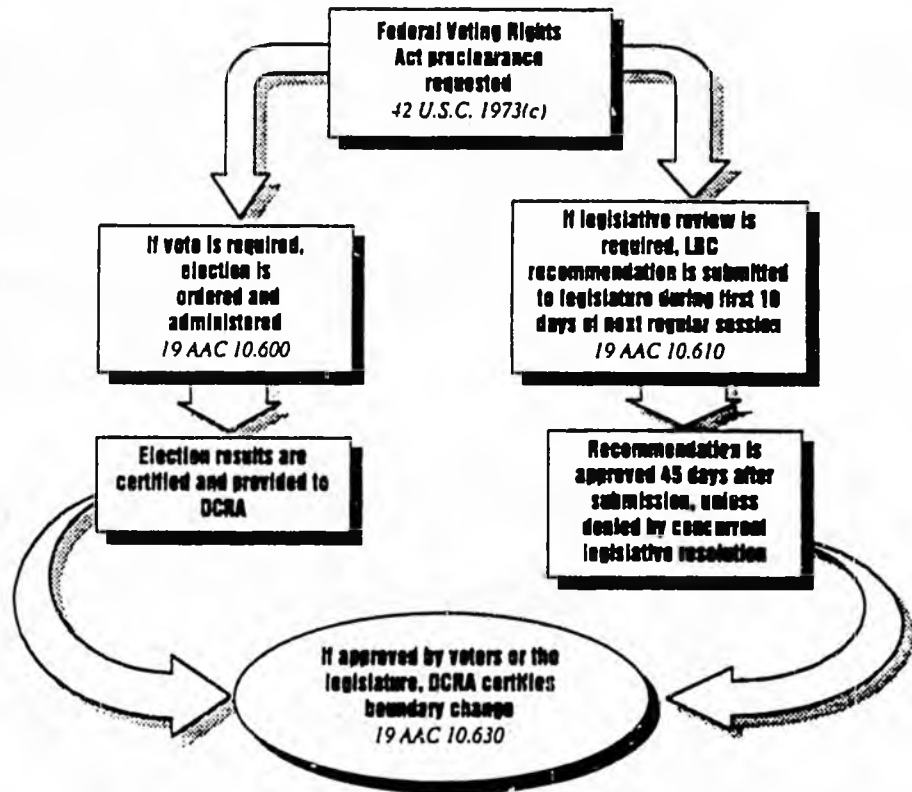 Federal Voting Rights
Act preclearance
requested
42 U.S.C. 1973(c)
If vote is required,
election is
ordered and
administered
19 AAC 10.600
If legislative review is
required, LBC
recommendation is submitted
to legislature during first 10
days of next regular session
19 AAC 10.610
Election results are
certified and provided to
DCRA
Recommendation is
approved 45 days after
submission, unless
denied by concurrent
legislative resolution
If approved by voters or the
legislature, DCRA certifies
boundary change
19 AAC 10.630